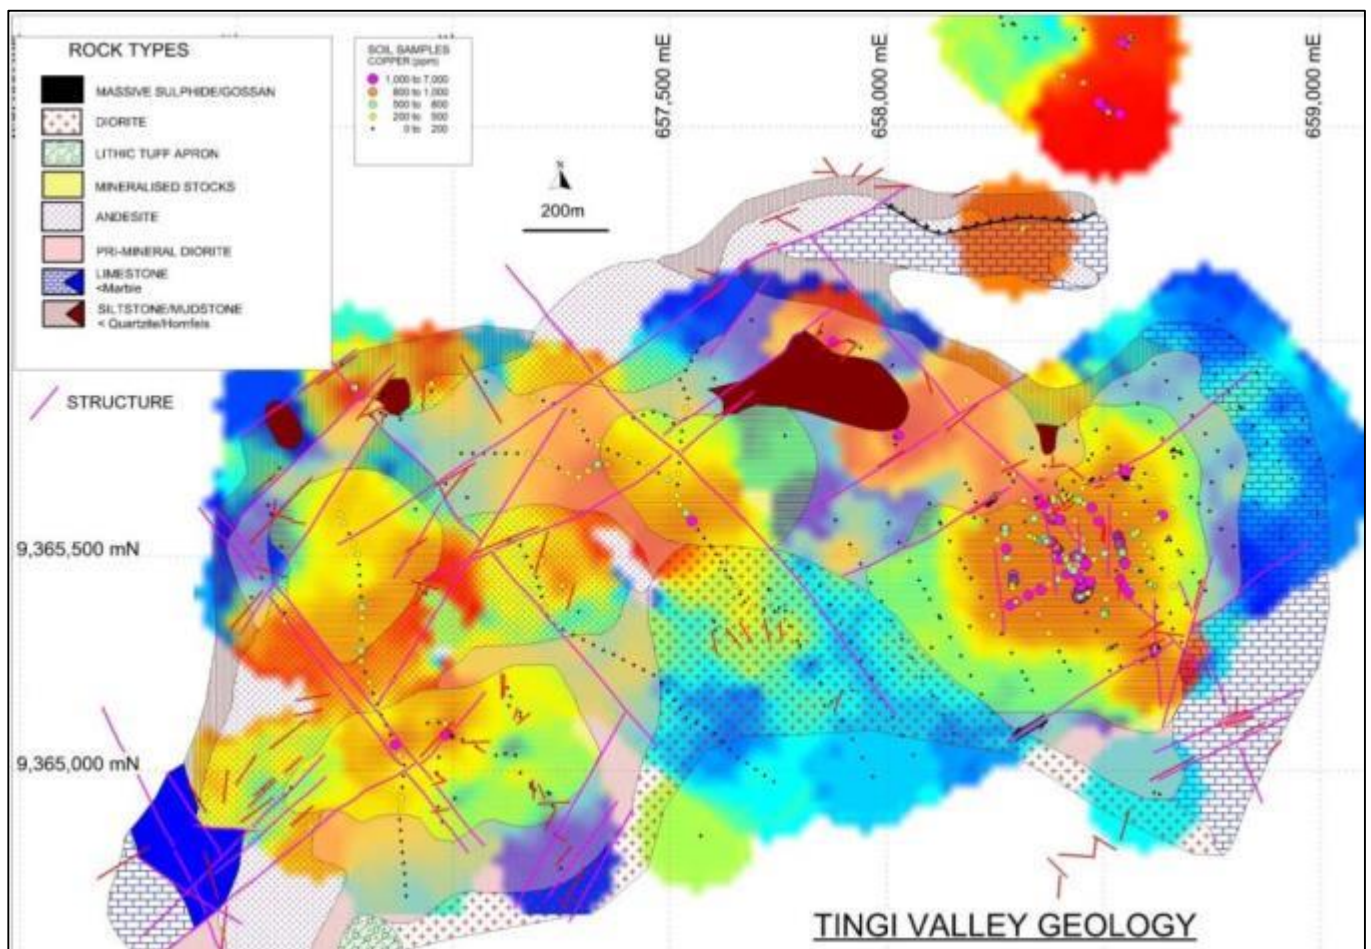 ROCK TYPES
MASSIVE SULPHIDE/GOSSAN
DIORITE
LITHIC TUFF APRON
MINERALISED STOCKS
ANDESITE
PRI-MINERAL DIORITE
LIMESTONE
<Marble
SILTSTONE/MUDSTONE
< Quartzite/Hornfels
STRUCTURE
SOIL SAMPLES
COPPER (ppm)
1,000 to 7,000
800 to 1,000
500 to 800
200 to 500
0 to 200
N
200m
657,500 mE
658,000 mE
659,000 mE
9,365,500 mN
9,365,000 mN
TINGI VALLEY GEOLOGY